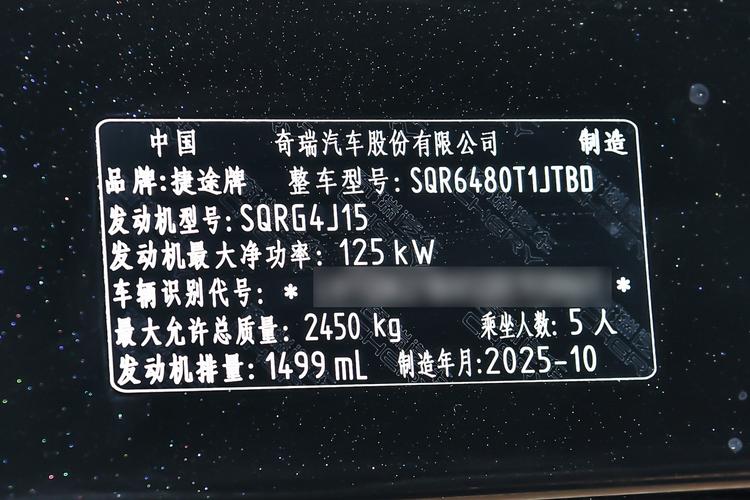 中国 奇瑞汽车股份有限公司 制造
品牌:捷途牌 整车型号:SQR6480T1JTBD
发动机型号:SQRG4J15
发动机最大净功率: 125 kW
车辆识别代号: * *
最大允许总质量: 2450 kg 乘坐人数: 5 人
发动机排量: 1499 mL 制造年月:2025-10